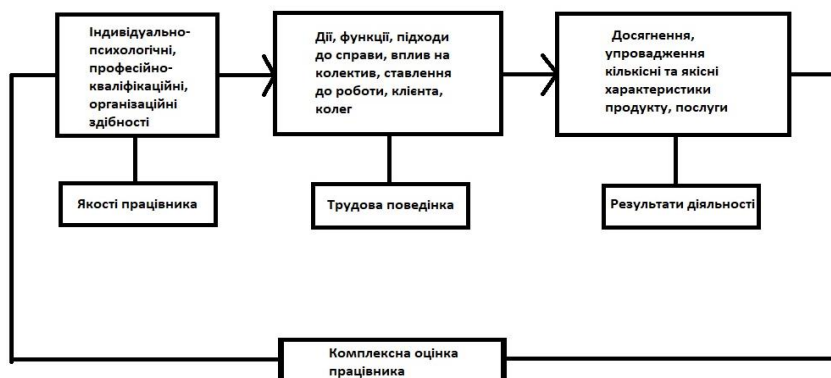 Індивідуально-
психологічні,
професійно-
кваліфікаційні,
організаційні
здібності
Дії, функції, підходи
до справи, вплив на
колектив, ставлення
до роботи, клієнта,
колег
Досягнення,
упровадження
кількісні та якісні
характеристики
продукту, послуги
Якості працівника
Трудова поведінка
Результати діяльності
Комплексна оцінка
працівника